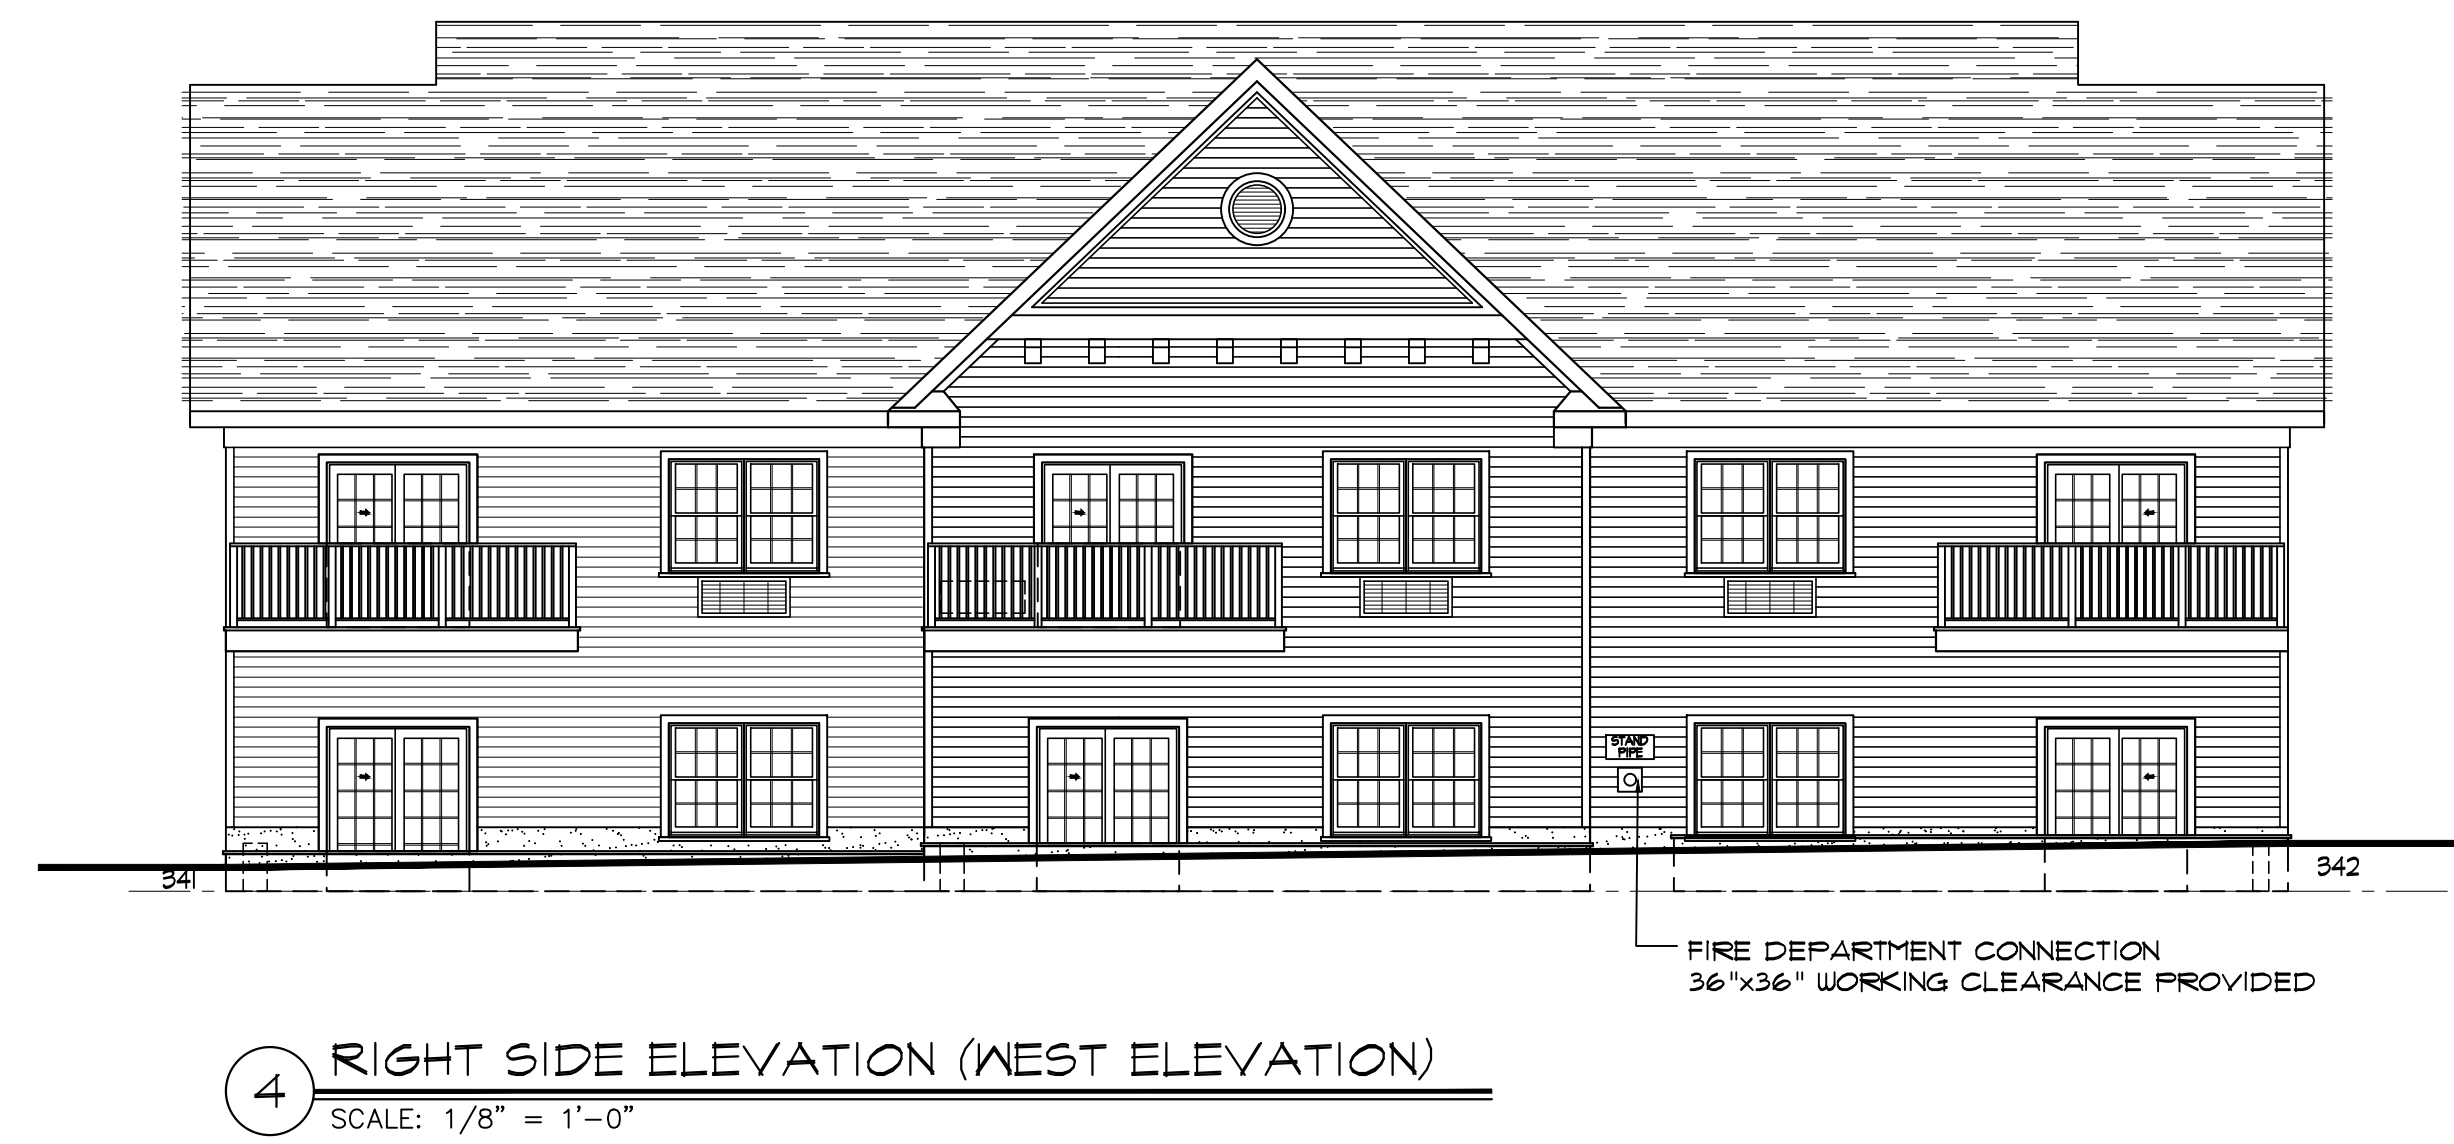 STAND
PIPE
341
342
FIRE DEPARTMENT CONNECTION
36"x36" WORKING CLEARANCE PROVIDED
4
RIGHT SIDE ELEVATION (WEST ELEVATION)
SCALE: 1/8" = 1'-0"